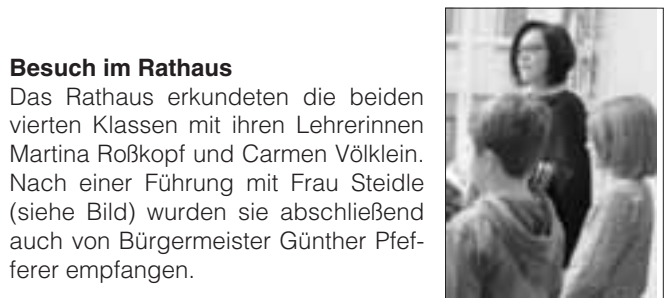 Besuch im Rathaus
Das Rathaus erkundeten die beiden
vierten Klassen mit ihren Lehrerinnen
Martina Roßkopf und Carmen Völklein.
Nach einer Führung mit Frau Steidle
(siehe Bild) wurden sie abschließend
auch von Bürgermeister Günther Pfef-
ferer empfangen.